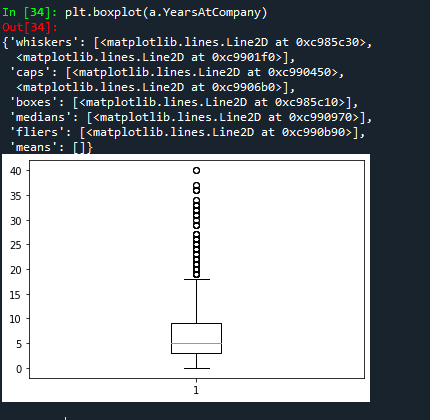 In [34]: plt.boxplot(a.YearsAtCompany)
Out[34]:
{'whiskers': [<matplotlib.lines.Line2D at 0xc985c30>,
  <matplotlib.lines.Line2D at 0xc9901f0>],
 'caps': [<matplotlib.lines.Line2D at 0xc990450>,
  <matplotlib.lines.Line2D at 0xc9906b0>],
 'boxes': [<matplotlib.lines.Line2D at 0xc985c10>],
 'medians': [<matplotlib.lines.Line2D at 0xc990970>],
 'fliers': [<matplotlib.lines.Line2D at 0xc990b90>],
 'means': []}
40
35
30
25
20
15
10
5
0
1